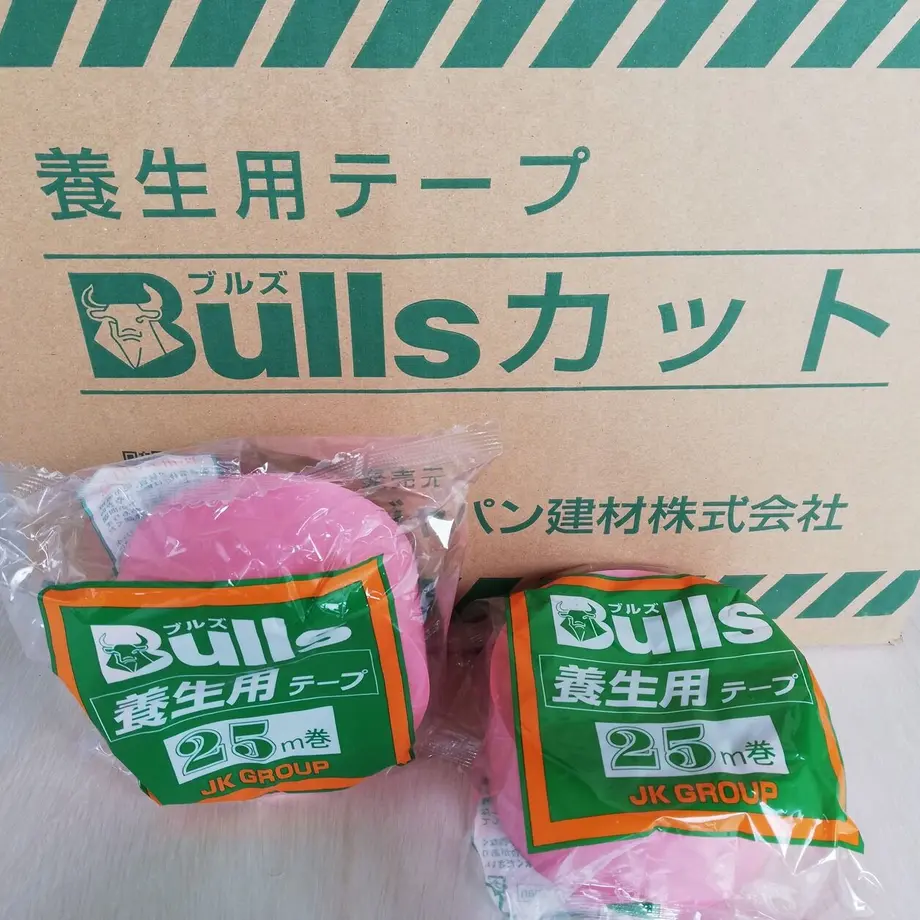 養生用テープ
ブルズ
Bullsカット
発売元
パン建材株式会社
ブルズ
Bulls
養生用テープ
25m巻
JK GROUP
ブルズ
Bulls
養生用テープ
25m巻
JK GROUP